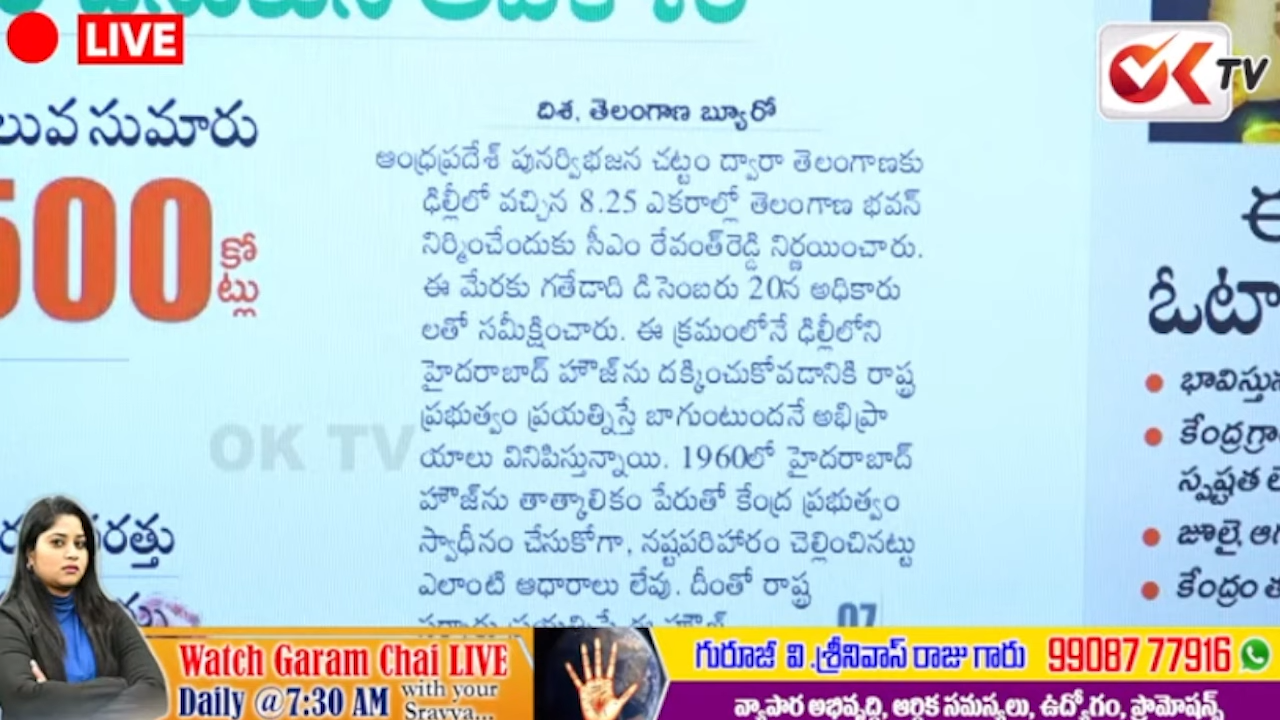 LIVE
OK TV
లువ సుమారు
500 కోట్లు
దిశ, తెలంగాణ బ్యూరో
ఆంధ్రప్రదేశ్ పునర్విభజన చట్టం ద్వారా తెలంగాణకు
ఢిల్లీలో వచ్చిన 8.25 ఎకరాల్లో తెలంగాణ భవన్
నిర్మించేందుకు సీఎం రేవంత్‌రెడ్డి నిర్ణయించారు.
ఈ మేరకు గతేడాది డిసెంబరు 20న అధికారు
లతో సమీక్షించారు. ఈ క్రమంలోనే ఢిల్లీలోని
హైదరాబాద్ హౌజ్‌ను దక్కించుకోవడానికి రాష్ట్ర
ప్రభుత్వం ప్రయత్నిస్తే బాగుంటుందనే అభిప్రా
యాలు వినిపిస్తున్నాయి. 1960లో హైదరాబాద్
హౌజ్‌ను తాత్కాలికం పేరుతో కేంద్ర ప్రభుత్వం
స్వాధీనం చేసుకోగా, నష్టపరిహారం చెల్లించినట్టు
ఎలాంటి ఆధారాలు లేవు. దీంతో రాష్ట్ర
OK TV
ఈ
ఓటా
భావిస్తున
కేంద్రగ్రా
స్పష్టత ల
జూలై, ఆగ
కేంద్రం త
రత్తు
Watch Garam Chai LIVE
Daily @7:30 AM with your Sravya...
గురూజీ వి .శ్రీనివాస్ రాజు గారు 99087 77916
వ్యాపార అభివృద్ధి, ఆర్థిక సమస్యలు, ఉద్యోగం, ప్రొమోషన్స్